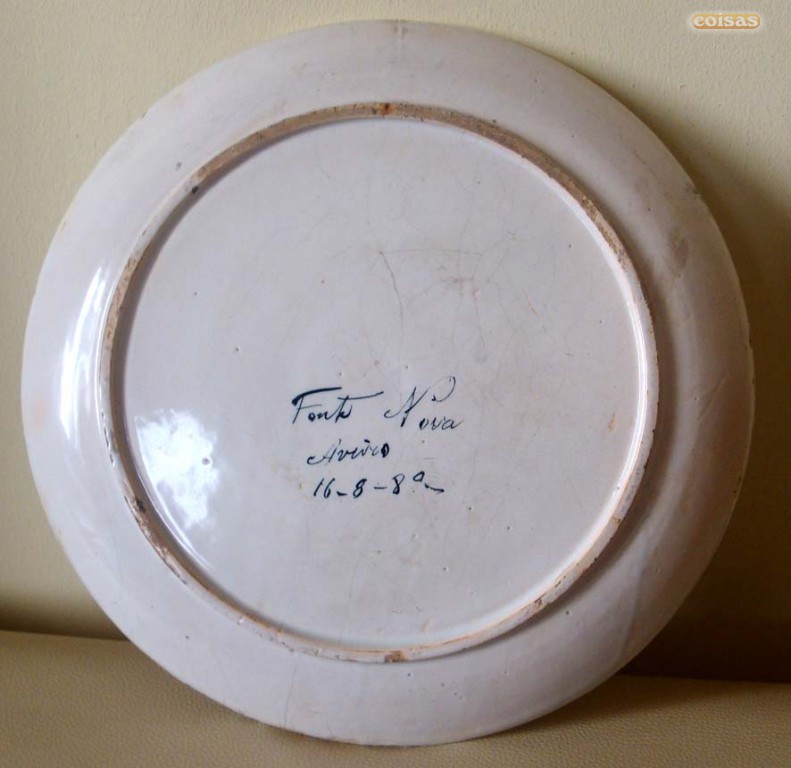 coisas
Fonte Nova
Aveiro
16-8-8